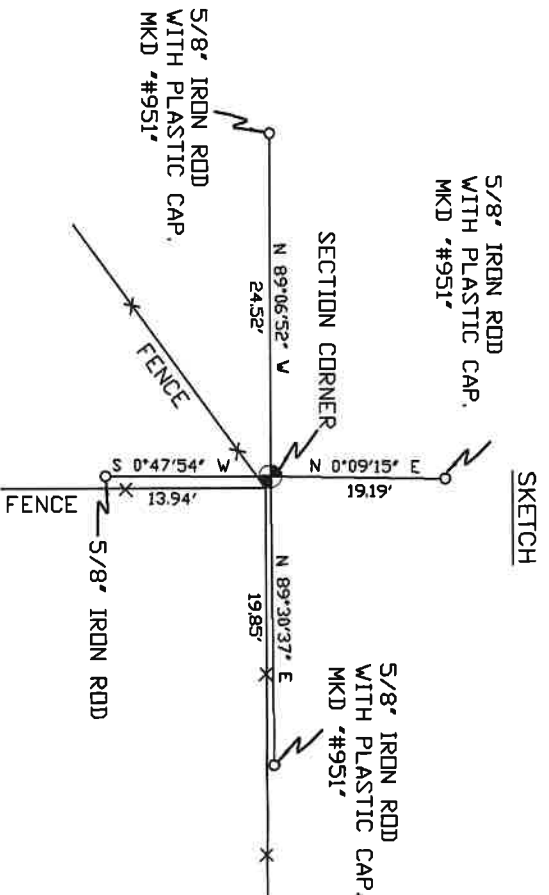 SKETCH
5/8" IRON ROD
WITH PLASTIC CAP.
MKD "#951"
5/8" IRON ROD
WITH PLASTIC CAP.
MKD "#951"
SECTION CORNER
N 89°06'52" W
24.52'
N 0°09'15" E
19.19'
5/8" IRON ROD
WITH PLASTIC CAP.
MKD "#951"
N 89°30'37" E
19.85'
FENCE
S 0°47'54" W
13.94'
FENCE
5/8" IRON ROD